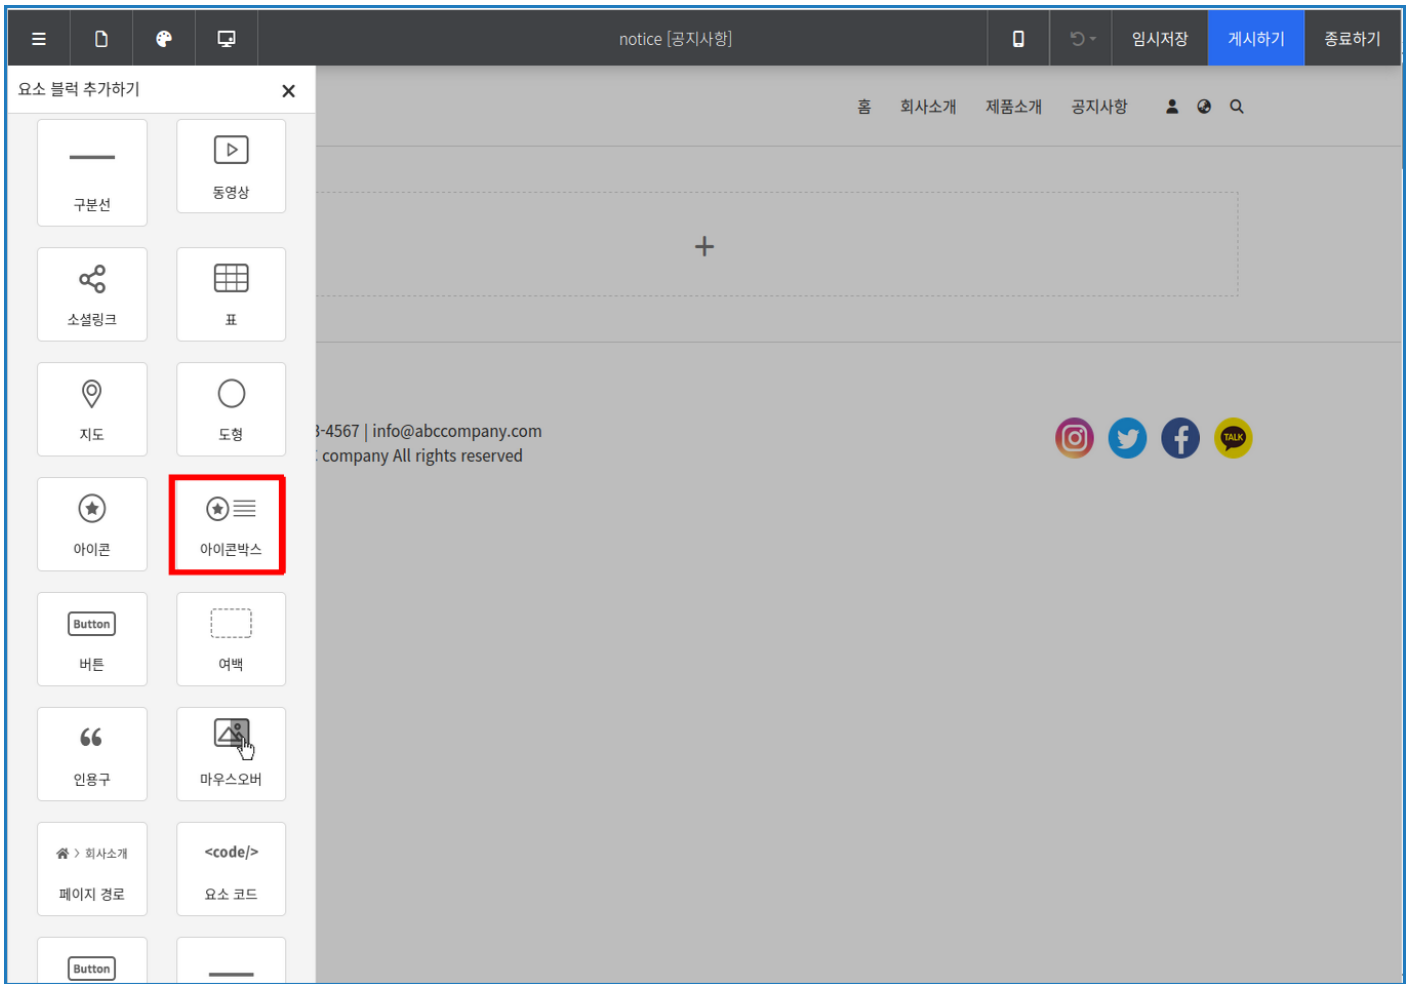 notice [공지사항]
임시저장
게시하기
종료하기
요소 블럭 추가하기
홈 회사소개 제품소개 공지사항
구분선
동영상
소셜링크
표
지도
도형
아이콘
아이콘박스
Button
버튼
여백
인용구
마우스오버
회사소개
페이지 경로
<code/>
요소 코드
Button
3-4567 | info@abccompany.com
company All rights reserved
TALK